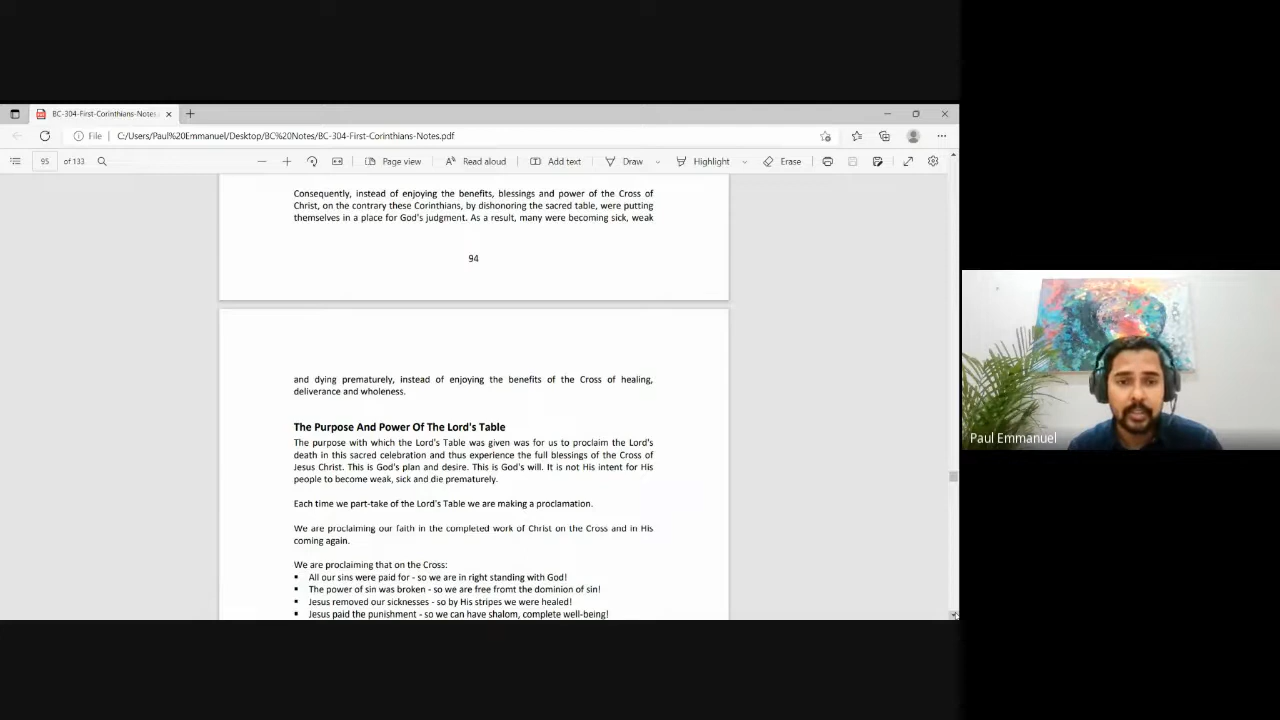 BC-304-First-Corinthians-Notes
File C:/Users/Paul%20Emmanuel/Desktop/BC%20Notes/BC-304-First-Corinthians-Notes.pdf
95 of 133 Page view Read aloud Add text Draw Highlight Erase
Consequently, instead of enjoying the benefits, blessings and power of the Cross of
Christ, on the contrary these Corinthians, by dishonoring the sacred table, were putting
themselves in a place for God's judgment. As a result, many were becoming sick, weak
94
and dying prematurely, instead of enjoying the benefits of the Cross of healing,
deliverance and wholeness.
The Purpose And Power Of The Lord's Table
The purpose with which the Lord's Table was given was for us to proclaim the Lord's
death in this sacred celebration and thus experience the full blessings of the Cross of
Jesus Christ. This is God's plan and desire. This is God's will. It is not His intent for His
people to become weak, sick and die prematurely.
Each time we part-take of the Lord's Table we are making a proclamation.
We are proclaiming our faith in the completed work of Christ on the Cross and in His
coming again.
We are proclaiming that on the Cross:
▪ All our sins were paid for - so we are in right standing with God!
▪ The power of sin was broken - so we are free fromt the dominion of sin!
▪ Jesus removed our sicknesses - so by His stripes we were healed!
▪ Jesus paid the punishment - so we can have shalom, complete well-being!
Paul Emmanuel